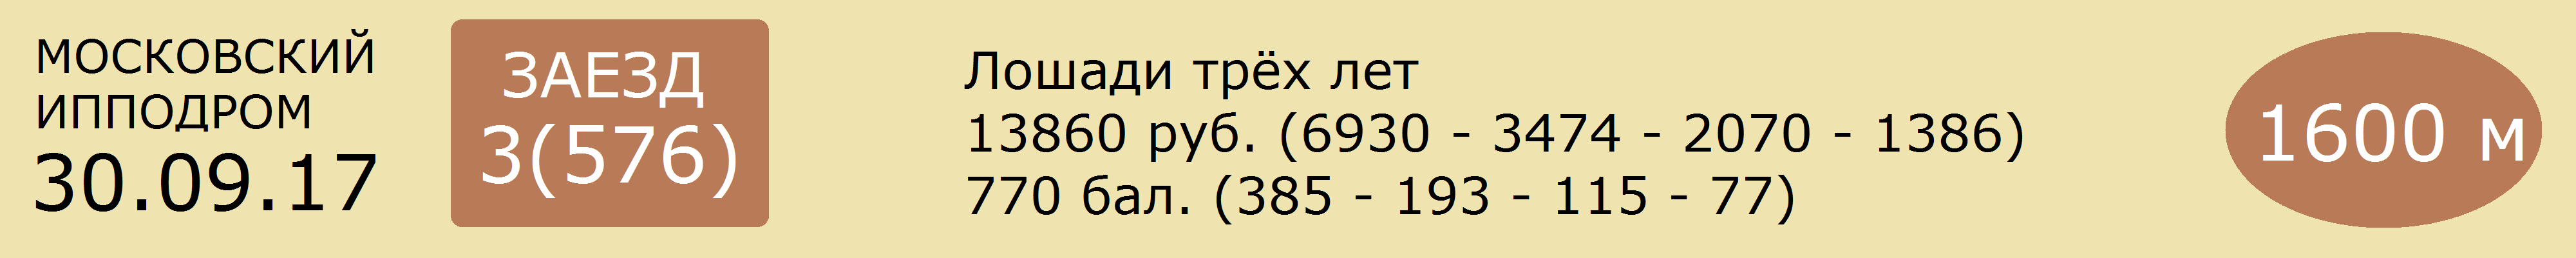 МОСКОВСКИЙ
ИППОДРОМ
30.09.17
ЗАЕЗД
3(576)
Лошади трёх лет
13860 руб. (6930 - 3474 - 2070 - 1386)
770 бал. (385 - 193 - 115 - 77)
1600 м